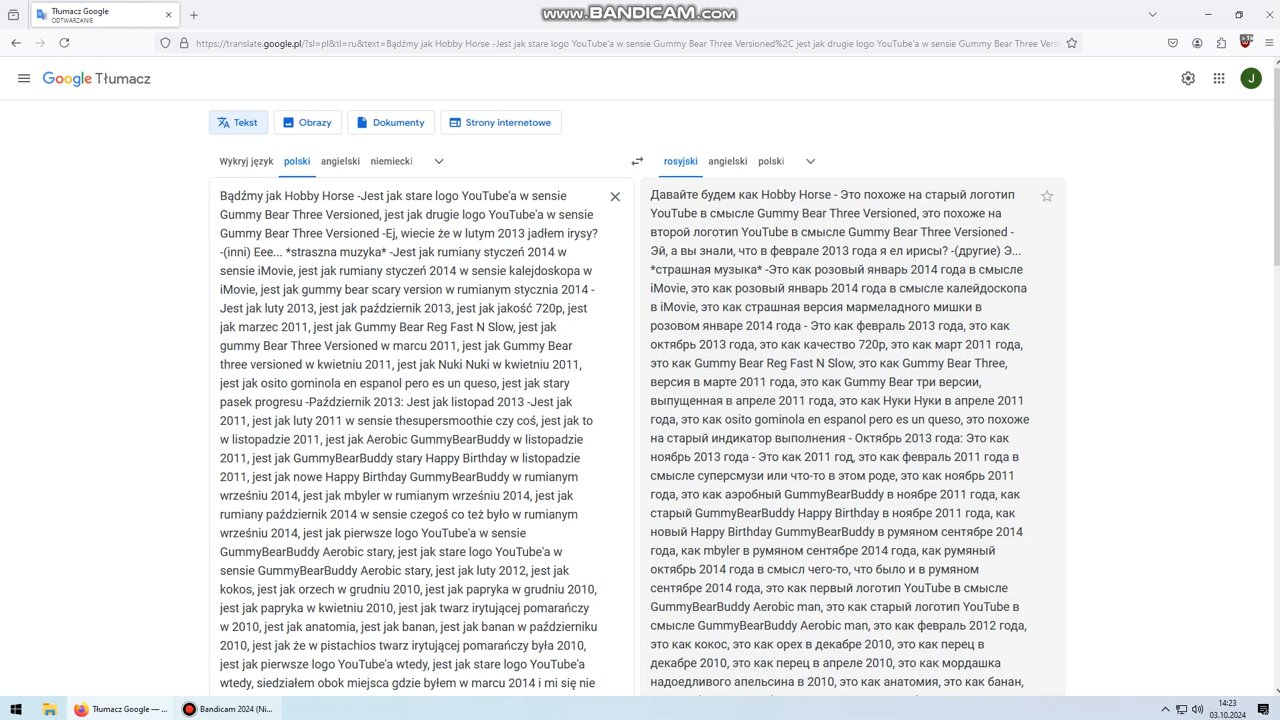 Tłumacz Google
ODTWARZANIE
www.BANDICAM.com
https://translate.google.pl/?sl=pl&tl=ru&text=Bądźmy jak Hobby Horse -Jest jak stare logo YouTube'a w sensie Gummy Bear Three Versioned%2C jest jak drugie logo YouTube'a w sensie Gummy Bear Three Versi
Google Tłumacz
J
Tekst
Obrazy
Dokumenty
Strony internetowe
Wykryj język
polski
angielski
niemiecki
rosyjski
angielski
polski
Bądźmy jak Hobby Horse -Jest jak stare logo YouTube'a w sensie
Gummy Bear Three Versioned, jest jak drugie logo YouTube'a w sensie
Gummy Bear Three Versioned -Ej, wiecie że w lutym 2013 jadłem irysy?
-(inni) Eee... *straszna muzyka* -Jest jak rumiany styczeń 2014 w
sensie iMovie, jest jak rumiany styczeń 2014 w sensie kalejdoskopa w
iMovie, jest jak gummy bear scary version w rumianym stycznia 2014 -
Jest jak luty 2013, jest jak październik 2013, jest jak jakość 720p, jest
jak marzec 2011, jest jak Gummy Bear Reg Fast N Slow, jest jak
gummy Bear Three Versioned w marcu 2011, jest jak Gummy Bear
three versioned w kwietniu 2011, jest jak Nuki Nuki w kwietniu 2011,
jest jak osito gominola en espanol pero es un queso, jest jak stary
pasek progresu -Październik 2013: Jest jak listopad 2013 -Jest jak
2011, jest jak luty 2011 w sensie thesupersmoothie czy coś, jest jak to
w listopadzie 2011, jest jak Aerobic GummyBearBuddy w listopadzie
2011, jest jak GummyBearBuddy stary Happy Birthday w listopadzie
2011, jest jak nowe Happy Birthday GummyBearBuddy w rumianym
wrześniu 2014, jest jak mbyler w rumianym wrześniu 2014, jest jak
rumiany październik 2014 w sensie czegoś co też było w rumianym
wrześniu 2014, jest jak pierwsze logo YouTube'a w sensie
GummyBearBuddy Aerobic stary, jest jak stare logo YouTube'a w
sensie GummyBearBuddy Aerobic stary, jest jak luty 2012, jest jak
kokos, jest jak orzech w grudniu 2010, jest jak papryka w grudniu 2010,
jest jak papryka w kwietniu 2010, jest jak twarz irytującej pomarańczy
w 2010, jest jak anatomia, jest jak banan, jest jak banan w październiku
2010, jest jak że w pistachios twarz irytującej pomarańczy była 2010,
jest jak pierwsze logo YouTube'a wtedy, jest jak stare logo YouTube'a
wtedy, siedziałem obok miejsca gdzie byłem w marcu 2014 i mi się nie
Давайте будем как Hobby Horse - Это похоже на старый логотип
YouTube в смысле Gummy Bear Three Versioned, это похоже на
второй логотип YouTube в смысле Gummy Bear Three Versioned -
Эй, а вы знали, что в феврале 2013 года я ел ирисы? -(другие) Э...
*страшная музыка* -Это как розовый январь 2014 года в смысле
iMovie, это как розовый январь 2014 года в смысле калейдоскопа
в iMovie, это как страшная версия мармеладного мишки в
розовом январе 2014 года - Это как февраль 2013 года, это как
октябрь 2013 года, это как качество 720p, это как март 2011 года,
это как Gummy Bear Reg Fast N Slow, это как Gummy Bear Three,
версия в марте 2011 года, это как Gummy Bear три версии,
выпущенная в апреле 2011 года, это как Нуки Нуки в апреле 2011
года, это как osito gominola en espanol pero es un queso, это похоже
на старый индикатор выполнения - Октябрь 2013 года: Это как
ноябрь 2013 года - Это как 2011 год, это как февраль 2011 года в
смысле суперсмузи или что-то в этом роде, это как ноябрь 2011
года, это как аэробный GummyBearBuddy в ноябре 2011 года, как
старый GummyBearBuddy Happy Birthday в ноябре 2011 года, как
новый Happy Birthday GummyBearBuddy в румяном сентябре 2014
года, как mbyler в румяном сентябре 2014 года, как румяный
октябрь 2014 года в смысл чего-то, что было и в румяном
сентябре 2014 года, это как первый логотип YouTube в смысле
GummyBearBuddy Aerobic man, это как старый логотип YouTube в
смысле GummyBearBuddy Aerobic man, это как февраль 2012 года,
это как кокос, это как орех в декабре 2010, это как перец в
декабре 2010, это как перец в апреле 2010, это как мордашка
надоедливого апельсина в 2010, это как анатомия, это как банан,
Tłumacz Google — ...
Bandicam 2024 (Ni...
14:23
03.10.2024